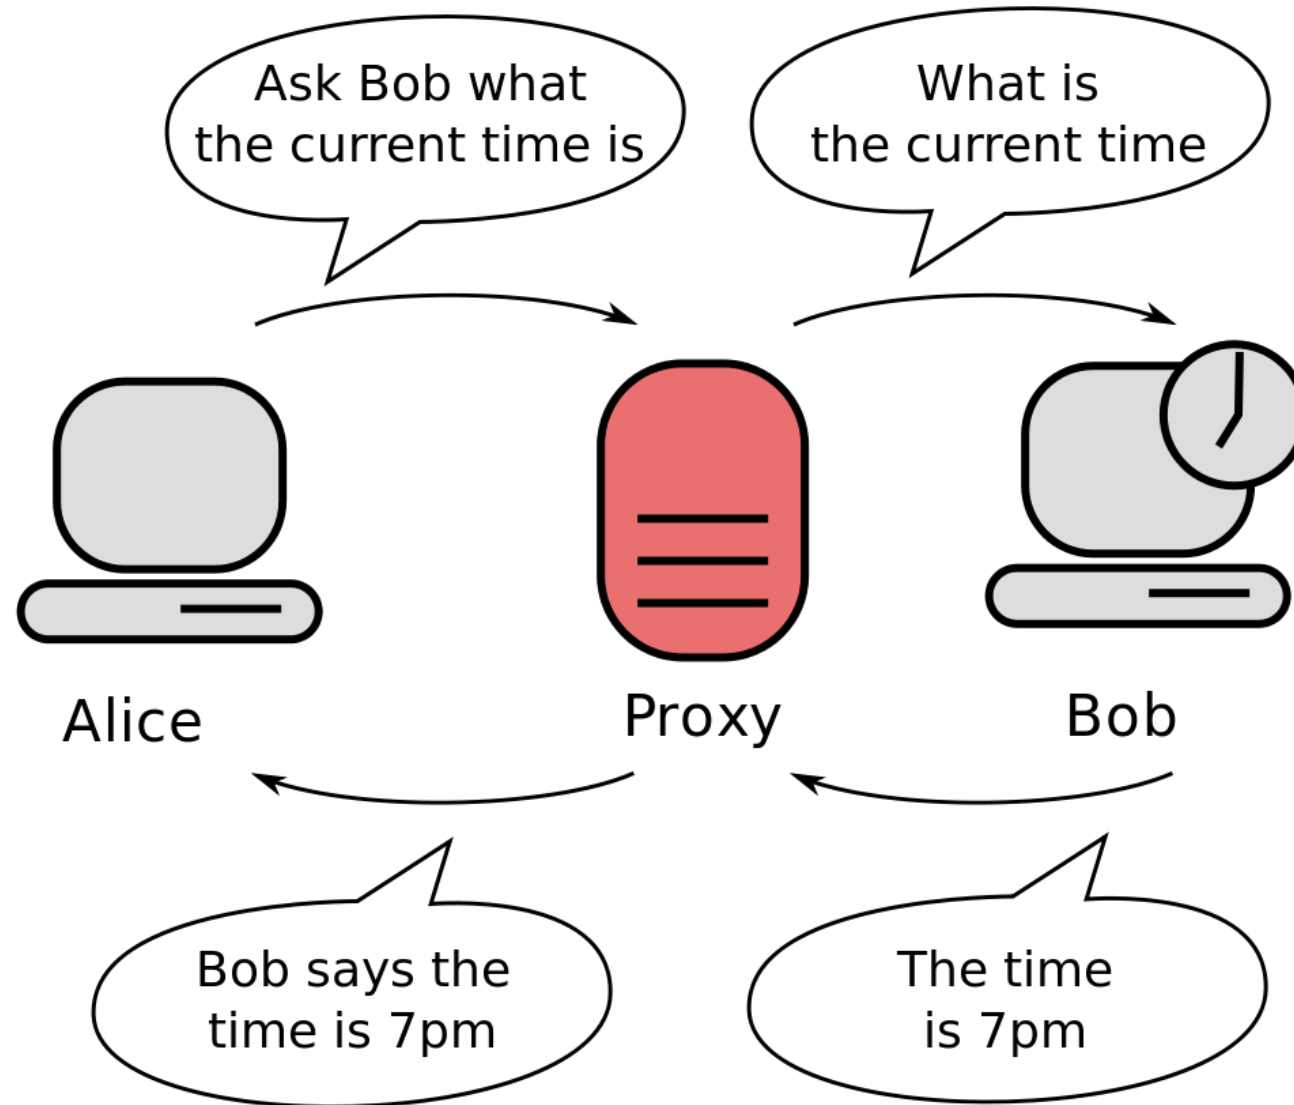 Ask Bob what
the current time is
What is
the current time
Alice
Proxy
Bob
Bob says the
time is 7pm
The time
is 7pm